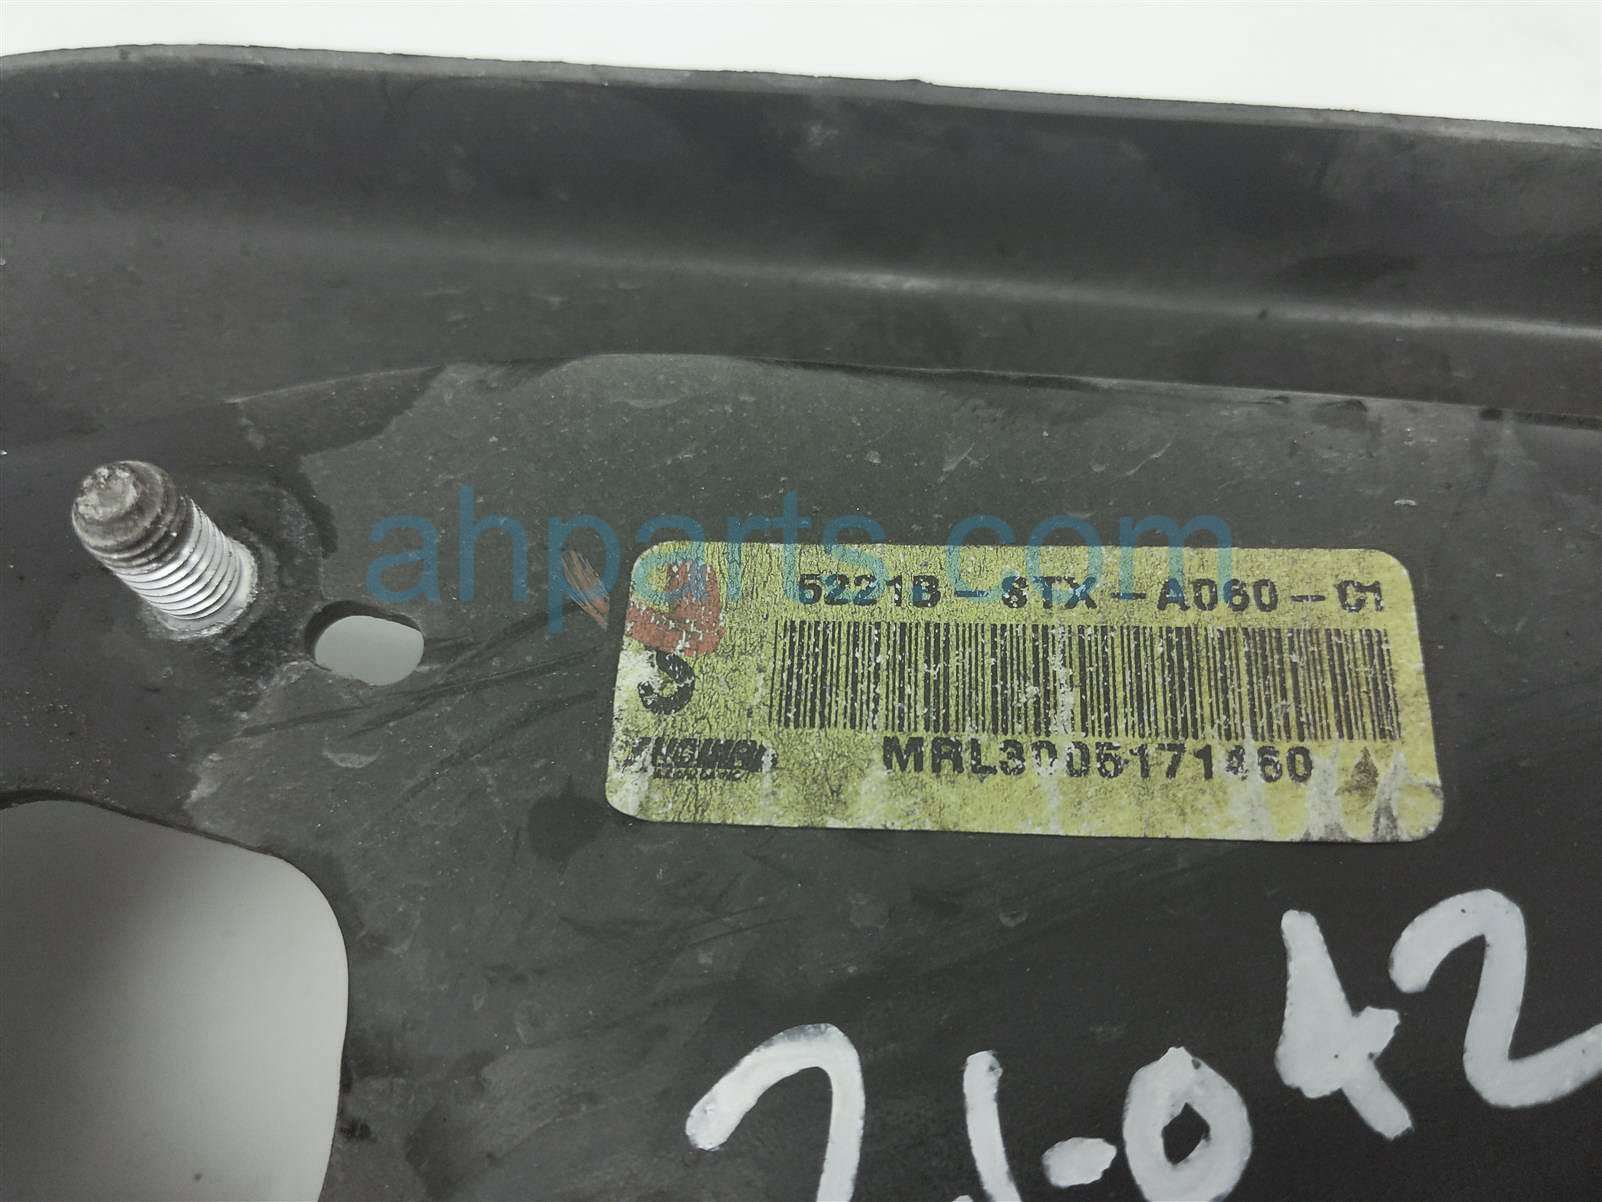 ahparts.com
5221B-STX-A060-C1
S
MRL3005171460
21-042